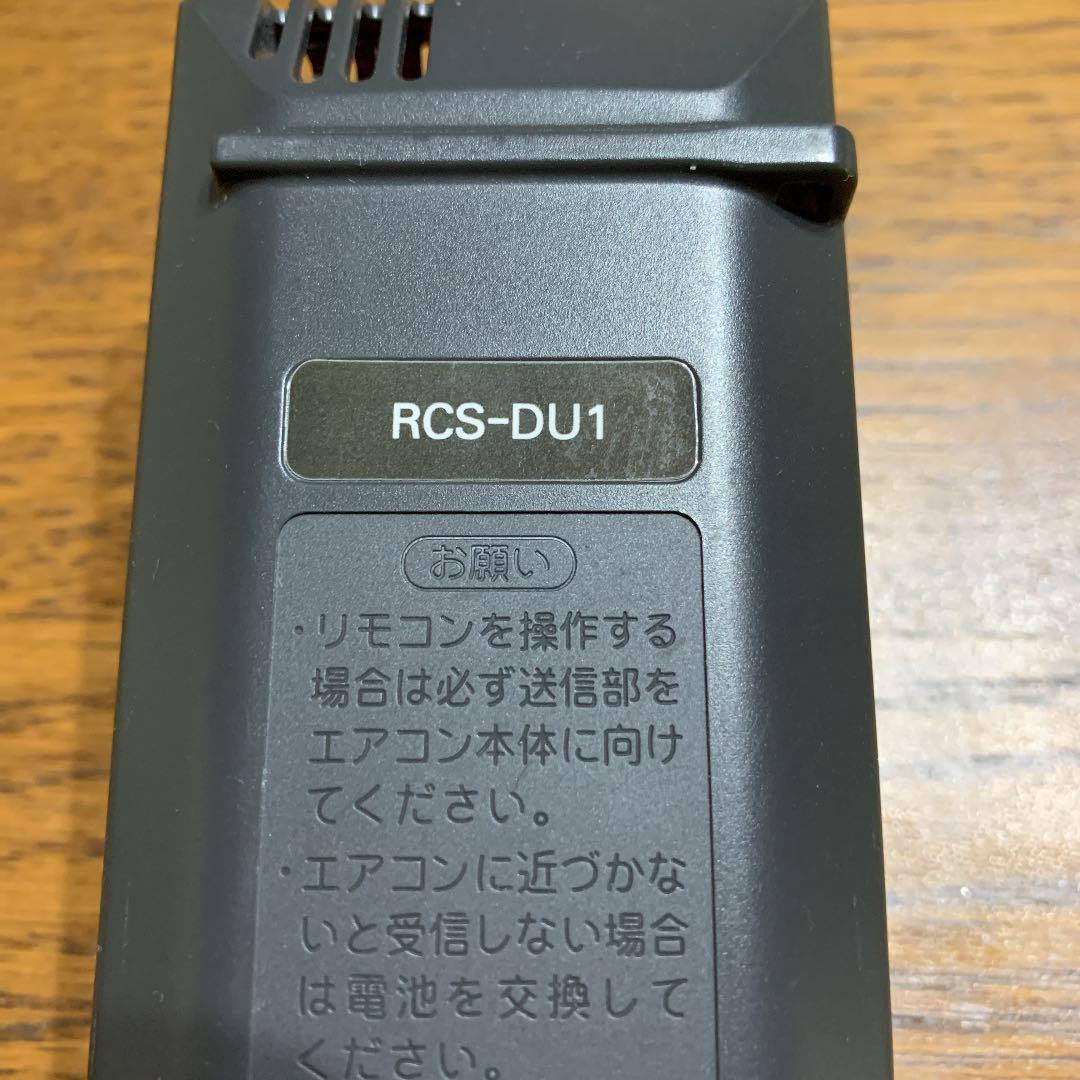 RCS-DU1
お願い
・リモコンを操作する
場合は必ず送信部を
エアコン本体に向け
てください。
・エアコンに近づかな
いと受信しない場合
は電池を交換して
ください。